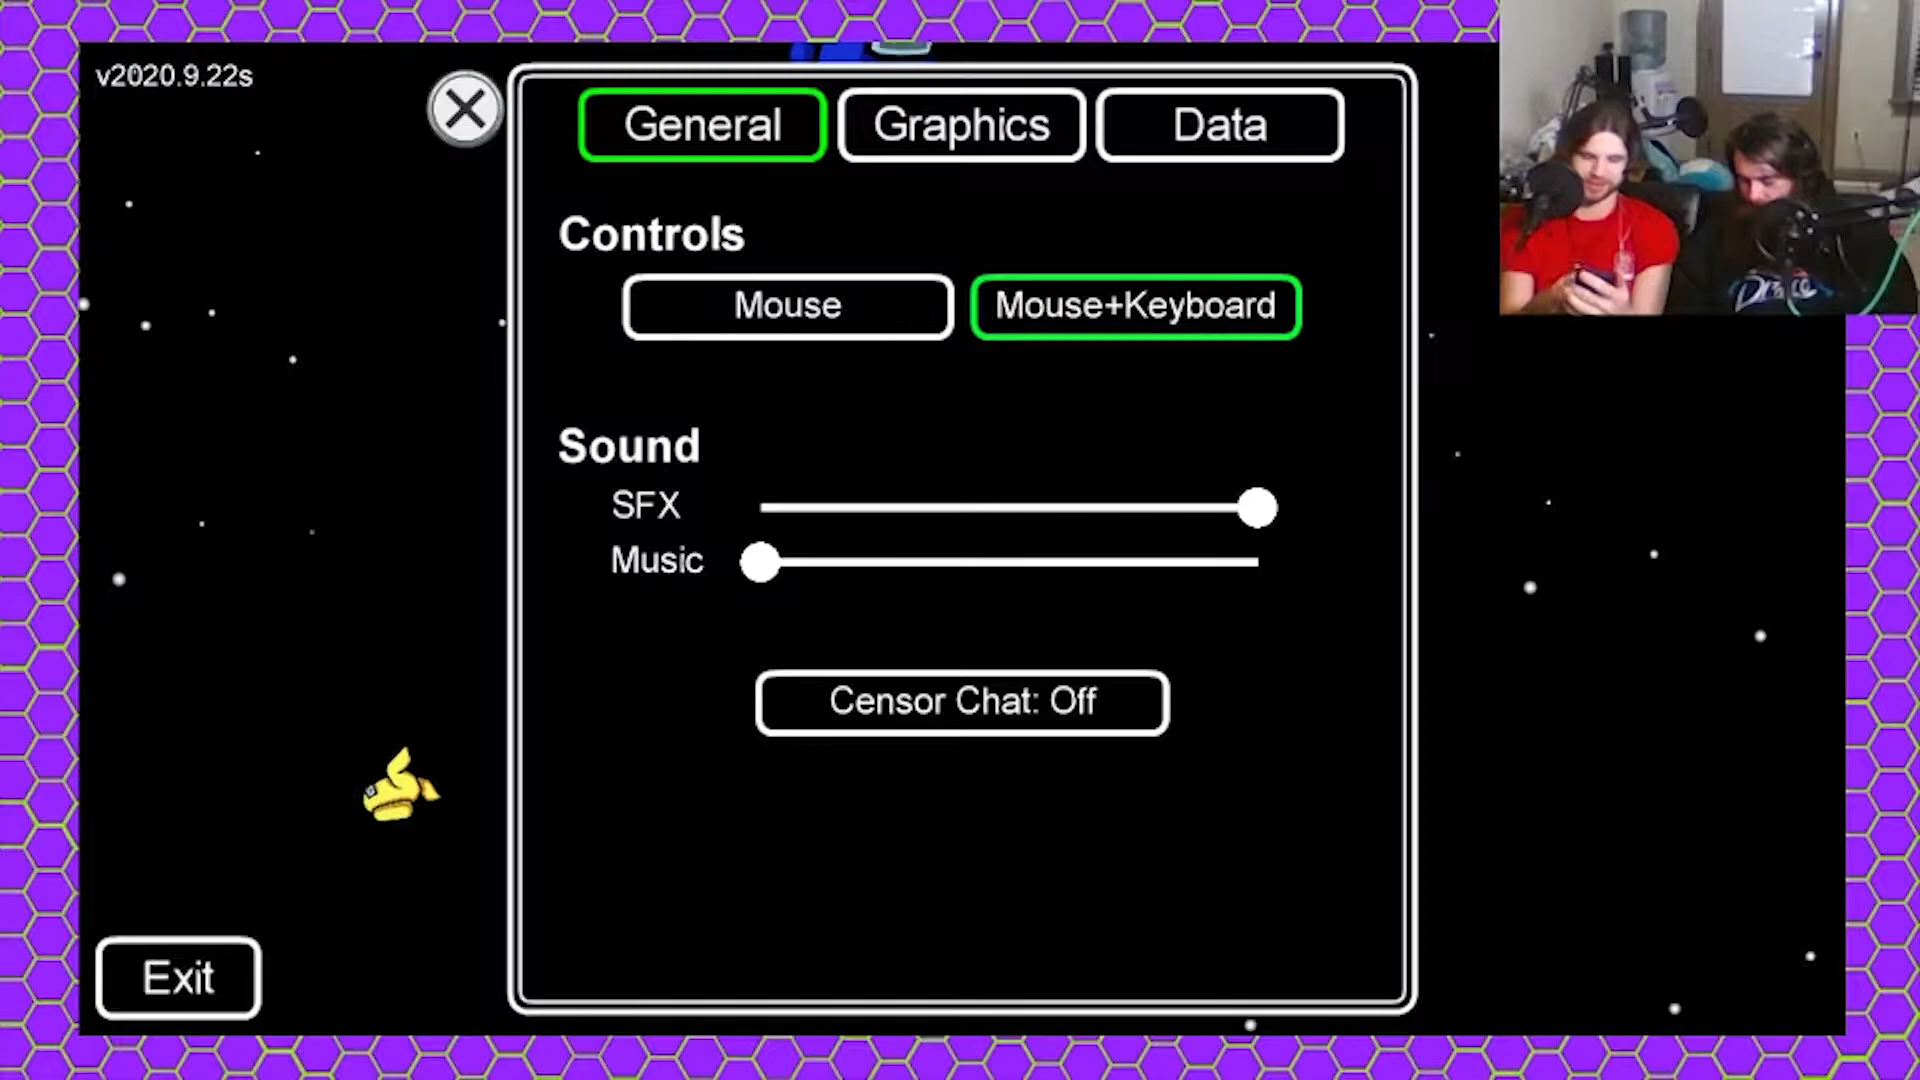 v2020.9.22s
General
Graphics
Data
Controls
Mouse
Mouse+Keyboard
Sound
SFX
Music
Censor Chat: Off
Exit